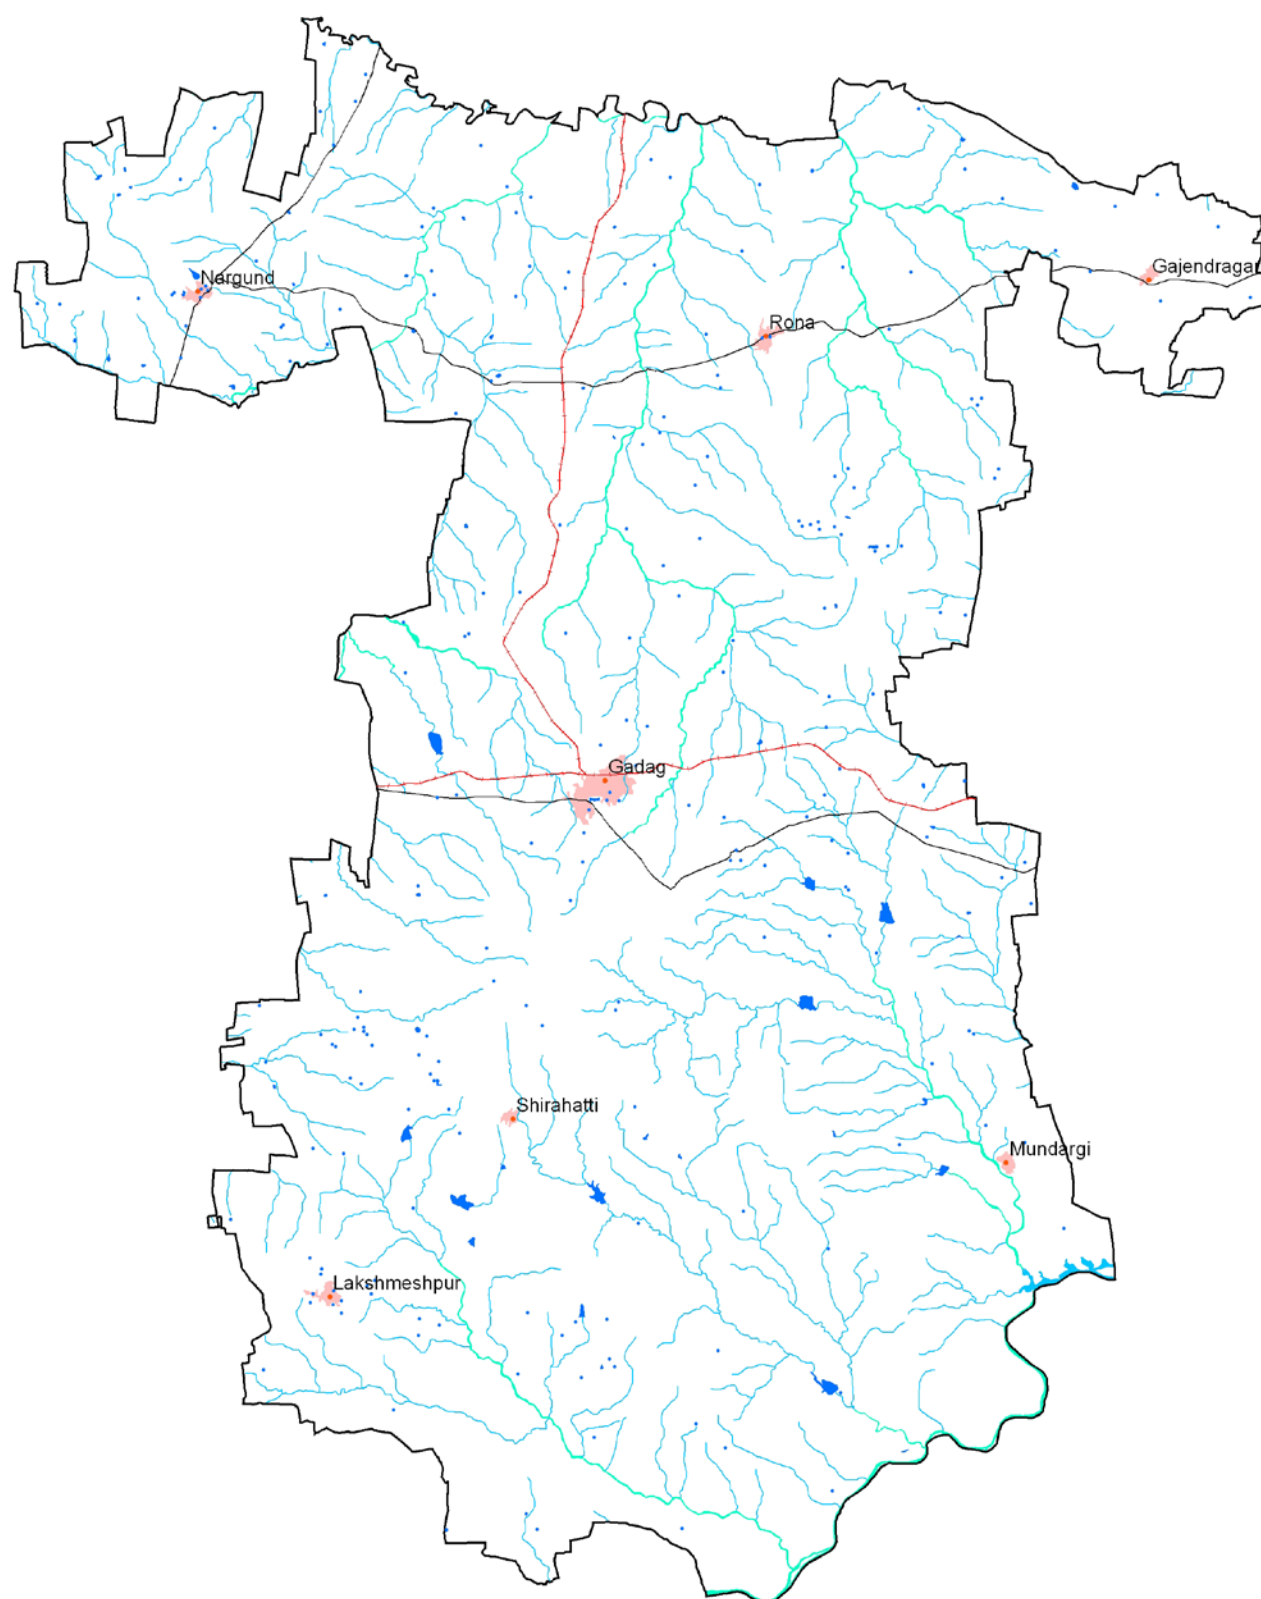 Nargund
Gajendragar
Rona
Gadag
Shirahatti
Mundargi
Lakshmeshpur